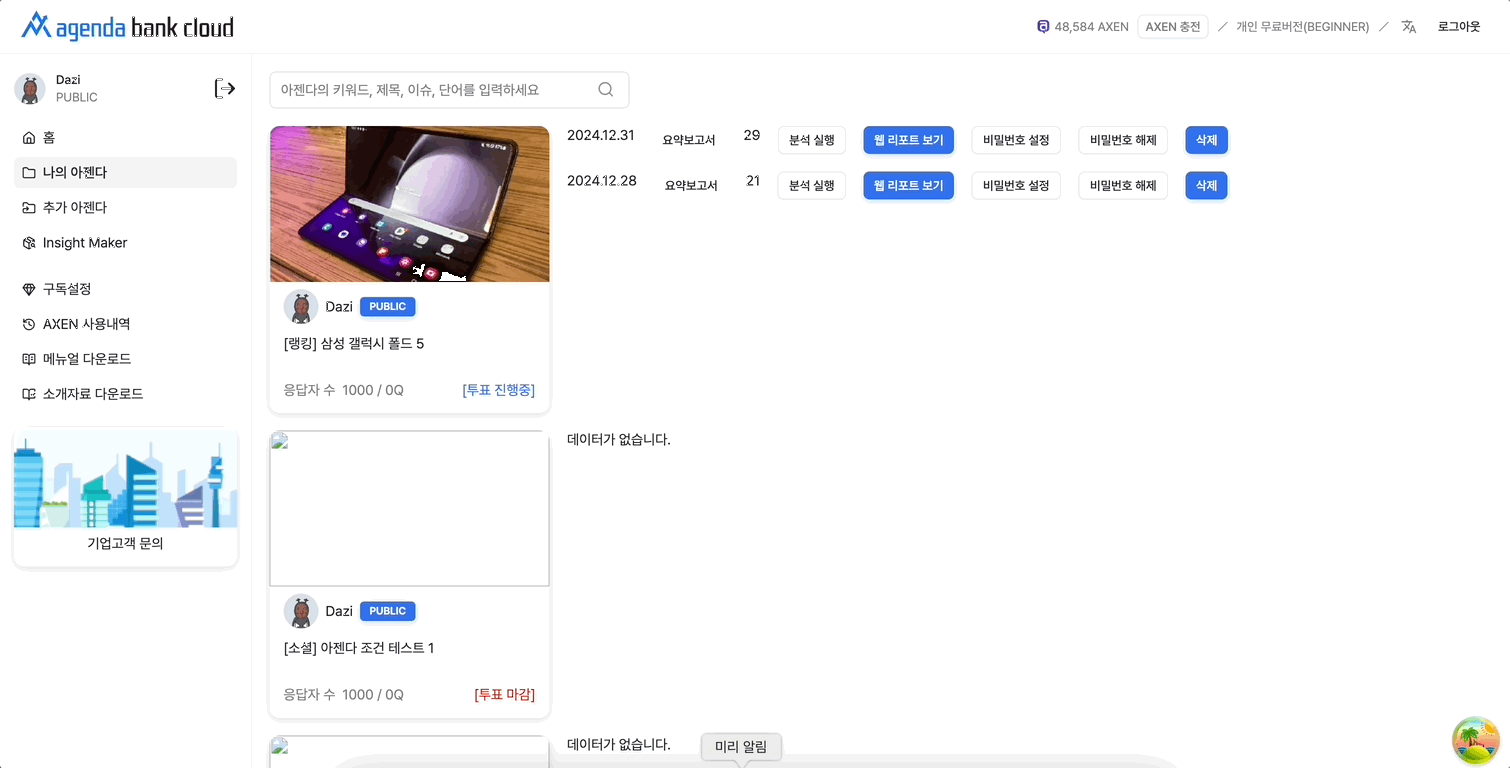 agenda bank cloud
48,584 AXEN AXEN 충전 / 개인 무료버전(BEGINNER) / 로그아웃
Dazi
PUBLIC
홈
나의 아젠다
추가 아젠다
Insight Maker
구독설정
AXEN 사용내역
메뉴얼 다운로드
소개자료 다운로드
기업고객 문의
아젠다의 키워드, 제목, 이슈, 단어를 입력하세요
2024.12.31 요약보고서 29 분석 실행 웹 리포트 보기 비밀번호 설정 비밀번호 해제 삭제
2024.12.28 요약보고서 21 분석 실행 웹 리포트 보기 비밀번호 설정 비밀번호 해제 삭제
Dazi PUBLIC
[랭킹] 삼성 갤럭시 폴드 5
응답자 수 1000 / 0Q [투표 진행중]
데이터가 없습니다.
Dazi PUBLIC
[소셜] 아젠다 조건 테스트 1
응답자 수 1000 / 0Q [투표 마감]
데이터가 없습니다.
미리 알림